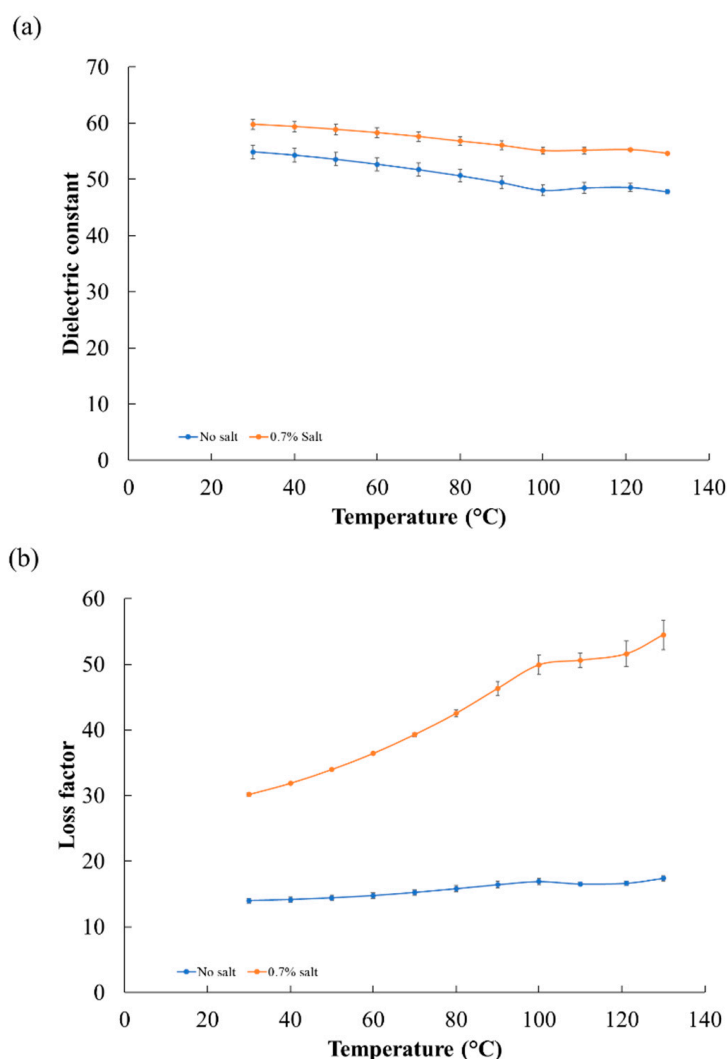 (a)
70
60
50
40
30
20
10
0
Dielectric constant
No salt 0.7% Salt
0 20 40 60 80 100 120 140
Temperature (°C)
(b)
60
50
40
30
20
10
0
Loss factor
No salt 0.7% salt
0 20 40 60 80 100 120 140
Temperature (°C)